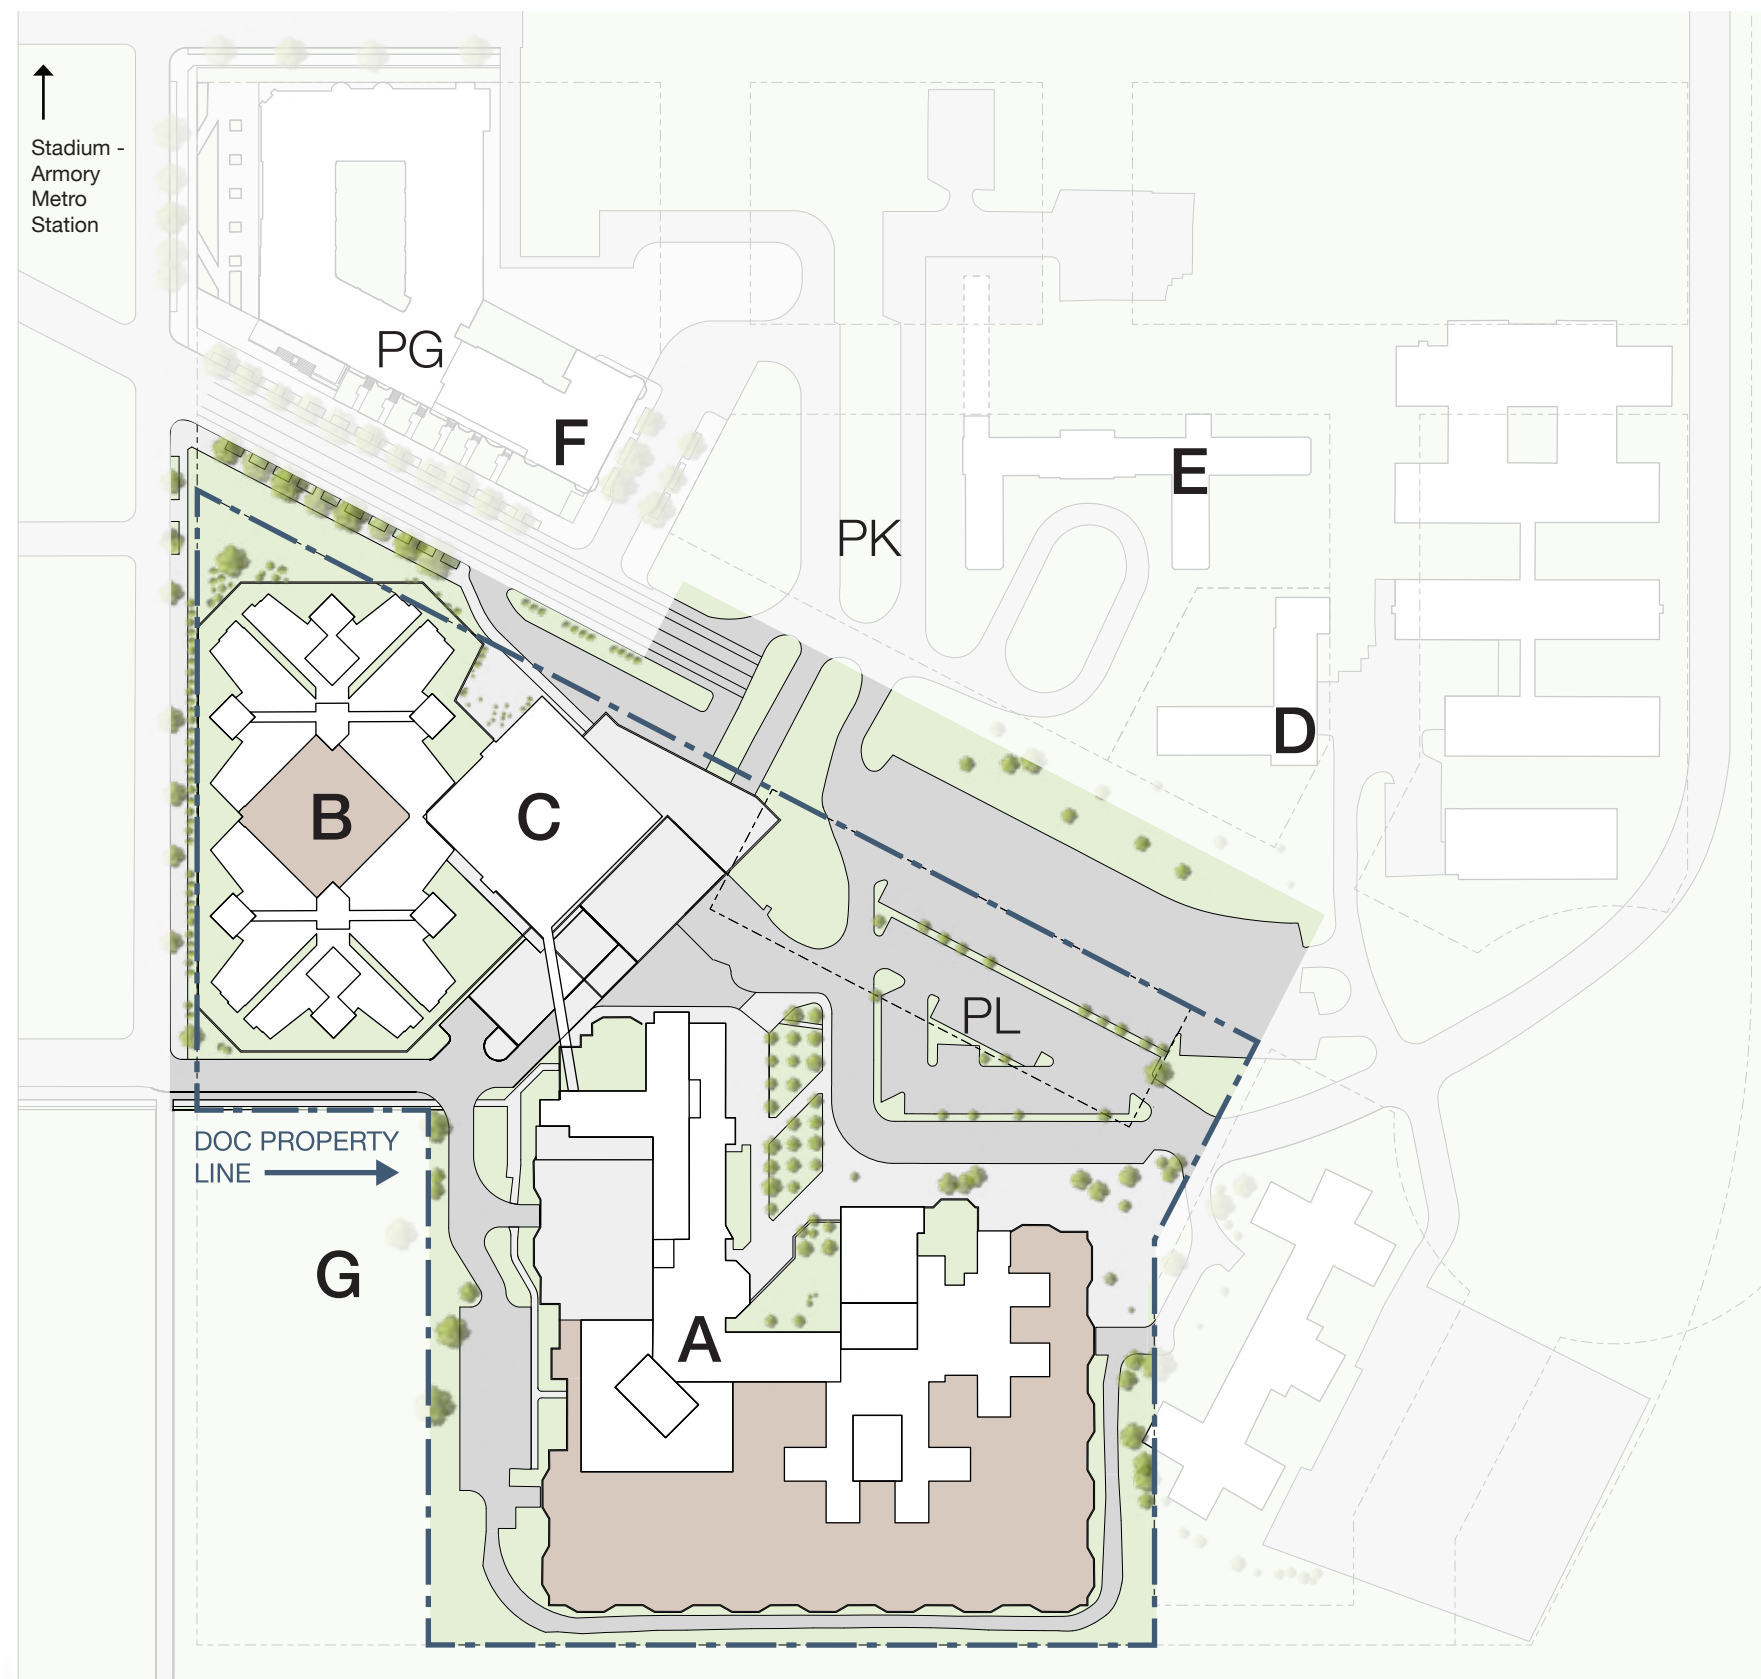 Stadium -
Armory
Metro
Station
PG
F
E
PK
D
B
C
PL
DOC PROPERTY
LINE
G
A